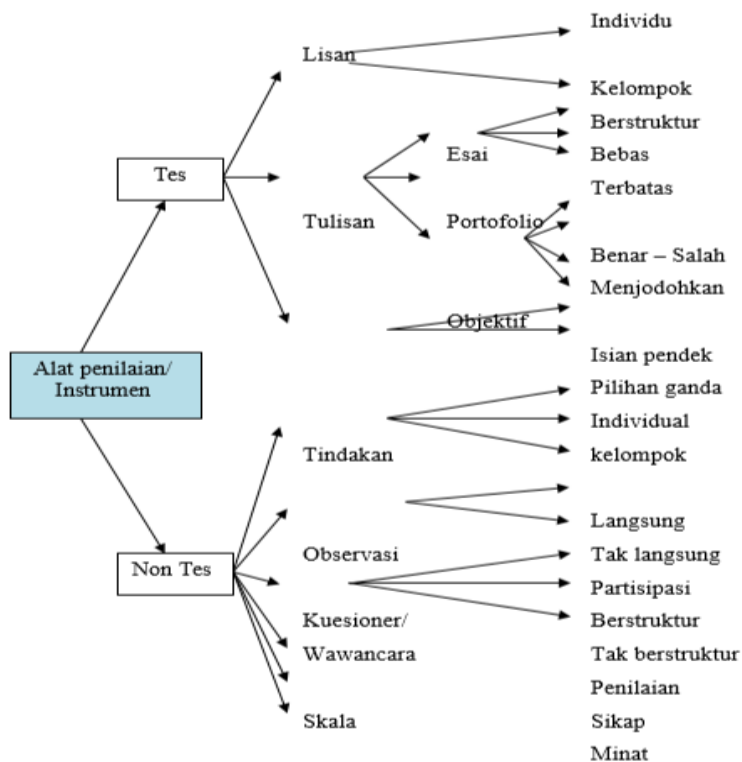 Individu
Lisan
Kelompok
Berstruktur
Esai
Bebas
Tes
Terbatas
Tulisan
Portofolio
Benar – Salah
Menjodohkan
Objektif
Alat penilaian/
Instrumen
Isian pendek
Pilihan ganda
Individual
Tindakan
kelompok
Langsung
Observasi
Tak langsung
Non Tes
Partisipasi
Kuesioner/
Wawancara
Berstruktur
Tak berstruktur
Penilaian
Skala
Sikap
Minat